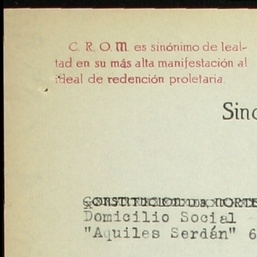 C. R. O. M. es sinónimo de leal-
tad en su más alta manifestación al
ideal de redención proletaria.
Sind
Domicilio Social
"Aquiles Serdán" 6